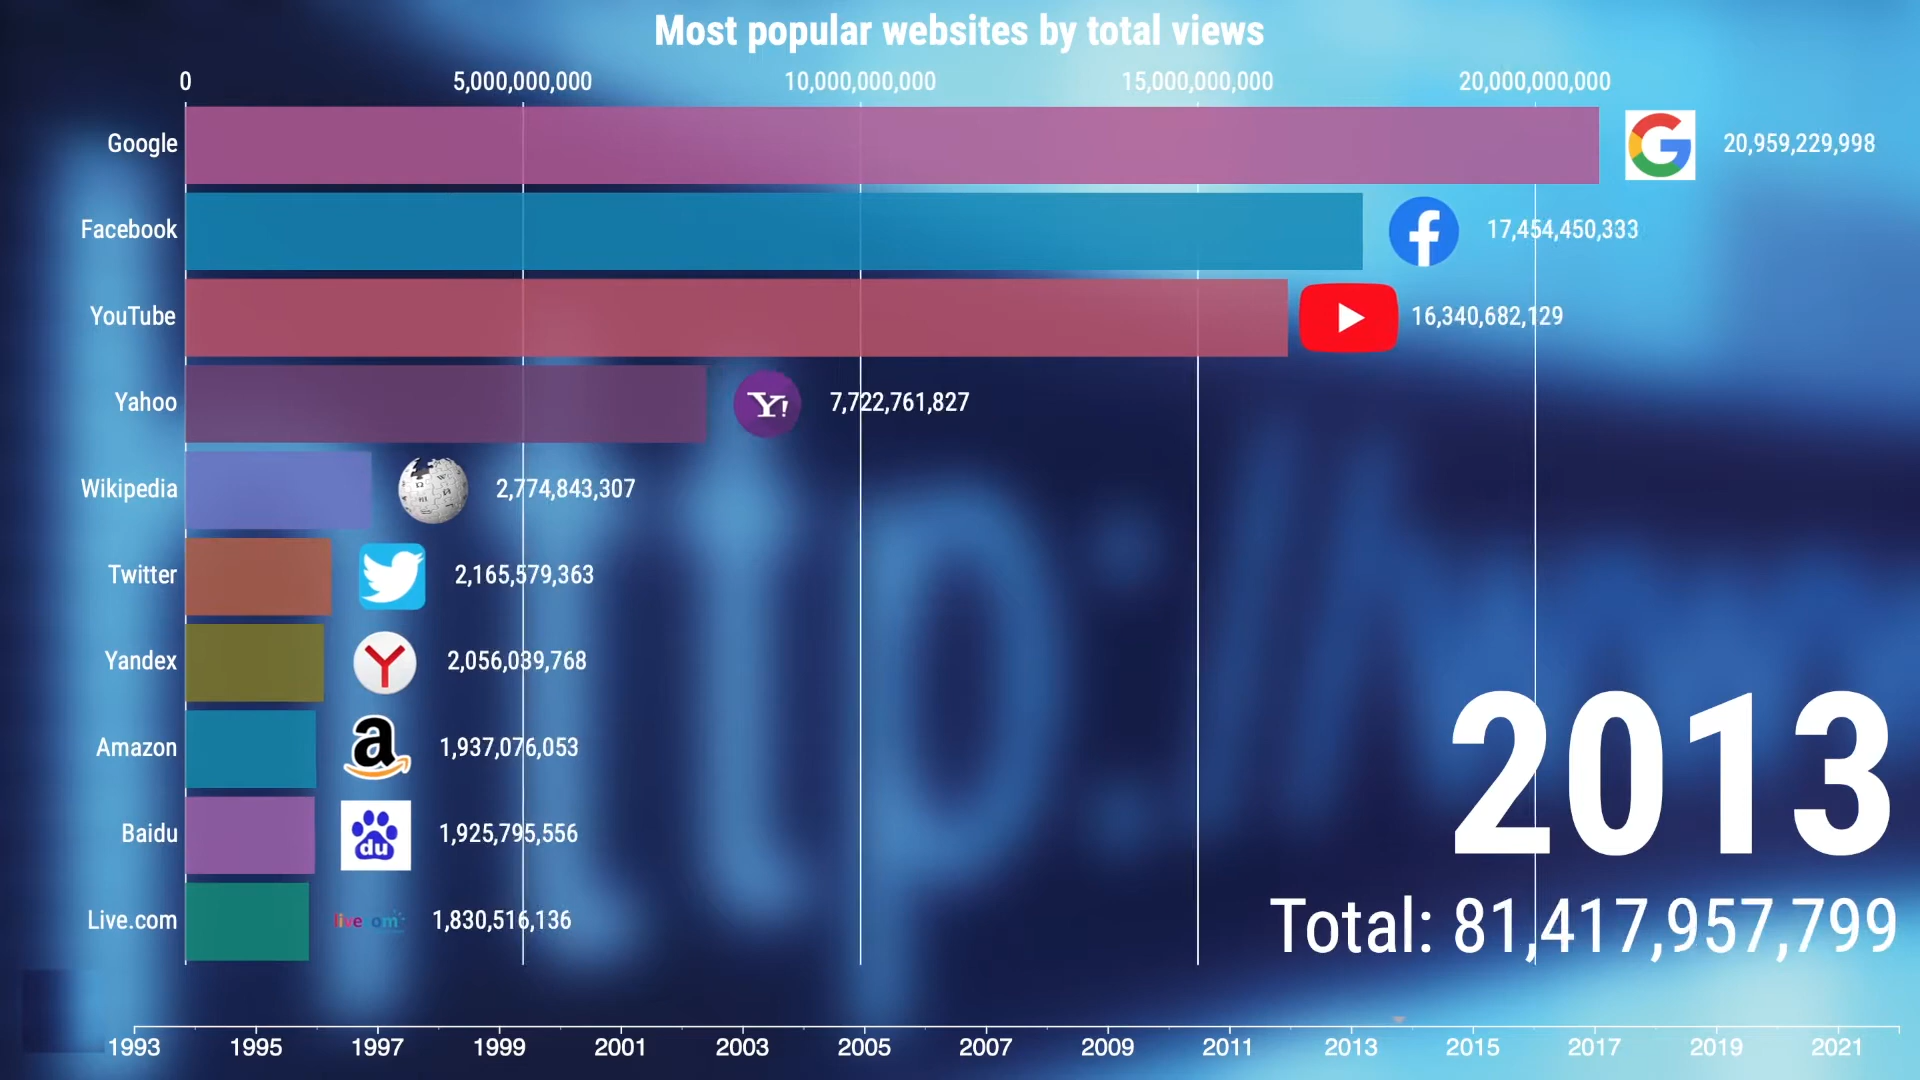 Most popular websites by total views
0 5,000,000,000 10,000,000,000 15,000,000,000 20,000,000,000
Google 20,959,229,998
Facebook 17,454,450,333
YouTube 16,340,682,129
Yahoo Y! 7,722,761,827
Wikipedia 2,774,843,307
Twitter 2,165,579,363
Yandex 2,056,039,768
Amazon a 1,937,076,053
Baidu du 1,925,795,556
Live.com 1,830,516,136
2013
Total: 81,417,957,799
1993 1995 1997 1999 2001 2003 2005 2007 2009 2011 2013 2015 2017 2019 2021